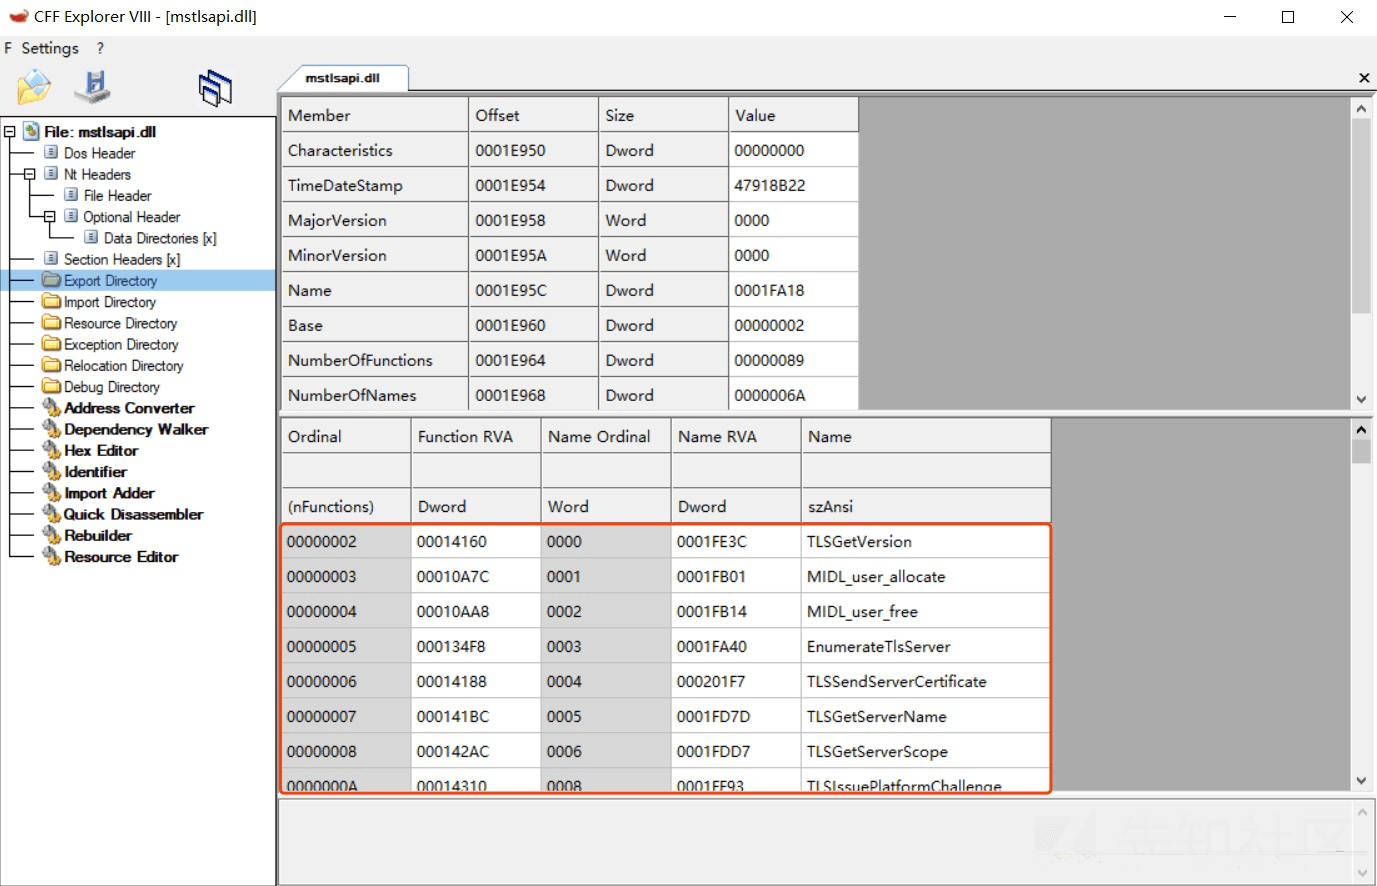 CFF Explorer VIII - [mstlsapi.dll]
F Settings ?
mstlsapi.dll
File: mstlsapi.dll
Dos Header
Nt Headers
File Header
Optional Header
Data Directories [x]
Section Headers [x]
Export Directory
Import Directory
Resource Directory
Exception Directory
Relocation Directory
Debug Directory
Address Converter
Dependency Walker
Hex Editor
Identifier
Import Adder
Quick Disassembler
Rebuilder
Resource Editor
Member Offset Size Value
Characteristics 0001E950 Dword 00000000
TimeDateStamp 0001E954 Dword 47918B22
MajorVersion 0001E958 Word 0000
MinorVersion 0001E95A Word 0000
Name 0001E95C Dword 0001FA18
Base 0001E960 Dword 00000002
NumberOfFunctions 0001E964 Dword 00000089
NumberOfNames 0001E968 Dword 0000006A
Ordinal Function RVA Name Ordinal Name RVA Name
(nFunctions) Dword Word Dword szAnsi
00000002 00014160 0000 0001FE3C TLSGetVersion
00000003 00010A7C 0001 0001FB01 MIDL_user_allocate
00000004 00010AA8 0002 0001FB14 MIDL_user_free
00000005 000134F8 0003 0001FA40 EnumerateTlsServer
00000006 00014188 0004 000201F7 TLSSendServerCertificate
00000007 000141BC 0005 0001FD7D TLSGetServerName
00000008 000142AC 0006 0001FDD7 TLSGetServerScope
0000000A 00014310 0008 0001FF93 TLSIssuePlatformChallenge
先知社区